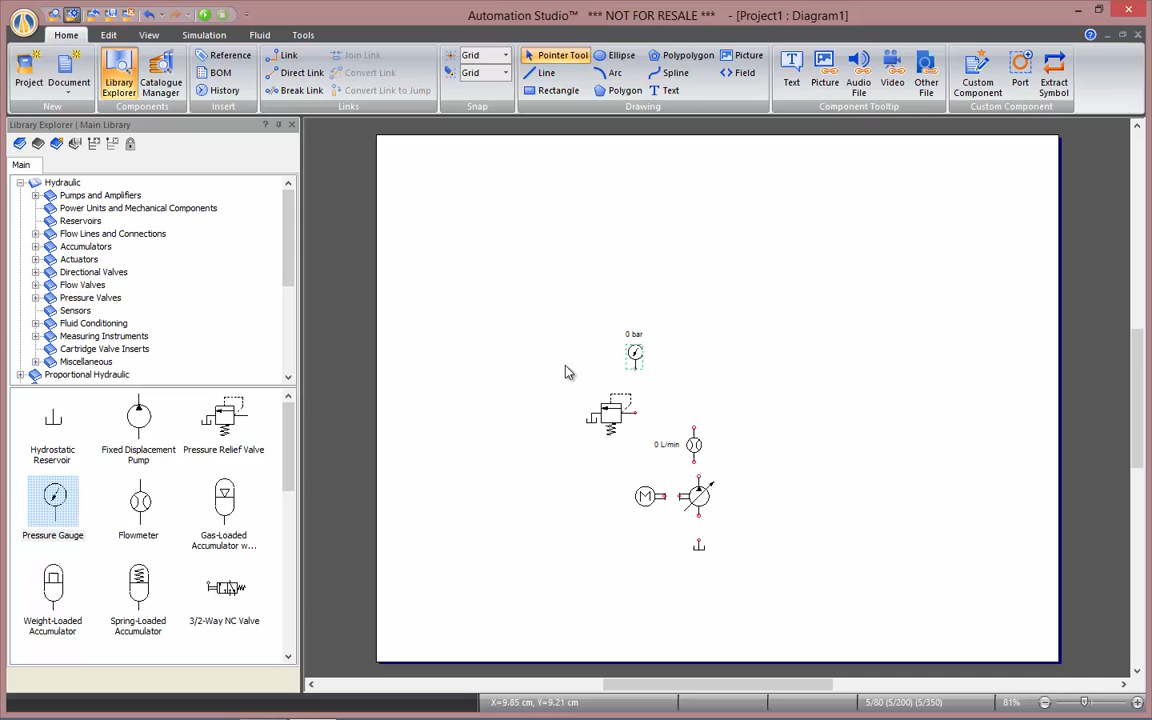 Automation Studio™ *** NOT FOR RESALE *** - [Project1 : Diagram1]
Home Edit View Simulation Fluid Tools
Project
Document
New
Library Explorer
Catalogue Manager
Components
Reference
BOM
History
Insert
Link
Direct Link
Break Link
Join Link
Convert Link
Convert Link to Jump
Links
Grid
Grid
Snap
Pointer Tool
Line
Rectangle
Ellipse
Arc
Polygon
Polypolygon
Spline
Text
Picture
Field
Drawing
Text
Picture
Audio File
Video
Other File
Component Tooltip
Custom Component
Port
Extract Symbol
Custom Component
Library Explorer | Main Library
Main
Hydraulic
Pumps and Amplifiers
Power Units and Mechanical Components
Reservoirs
Flow Lines and Connections
Accumulators
Actuators
Directional Valves
Flow Valves
Pressure Valves
Sensors
Fluid Conditioning
Measuring Instruments
Cartridge Valve Inserts
Miscellaneous
Proportional Hydraulic
Hydrostatic Reservoir
Fixed Displacement Pump
Pressure Relief Valve
Pressure Gauge
Flowmeter
Gas-Loaded Accumulator w...
Weight-Loaded Accumulator
Spring-Loaded Accumulator
3/2-Way NC Valve
0 bar
0 L/min
M
X=9.85 cm, Y=9.21 cm
5/80 (5/200) (5/350)
81%